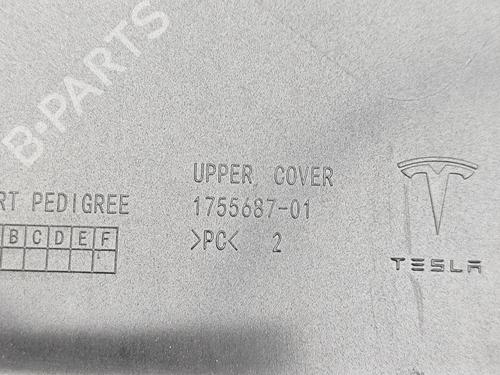 B-PARTS
UPPER COVER
RT PEDIGREE
1755687-01
B C D E F
>PC< 2
TESLA